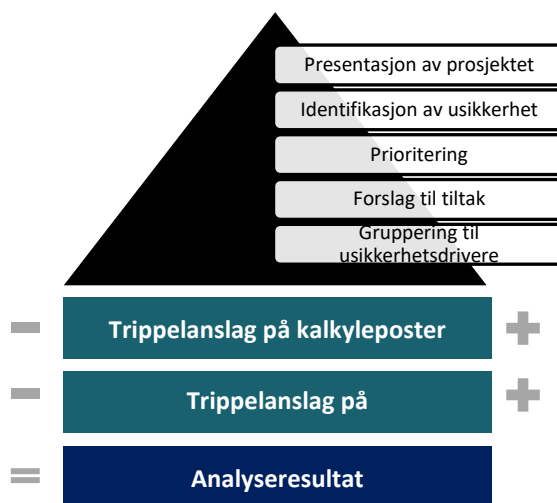 Presentasjon av prosjektet
Identifikasjon av usikkerhet
Prioritering
Forslag til tiltak
Gruppering til
usikkerhetsdrivere
Trippelanslag på kalkyleposter
Trippelanslag på
Analyseresultat